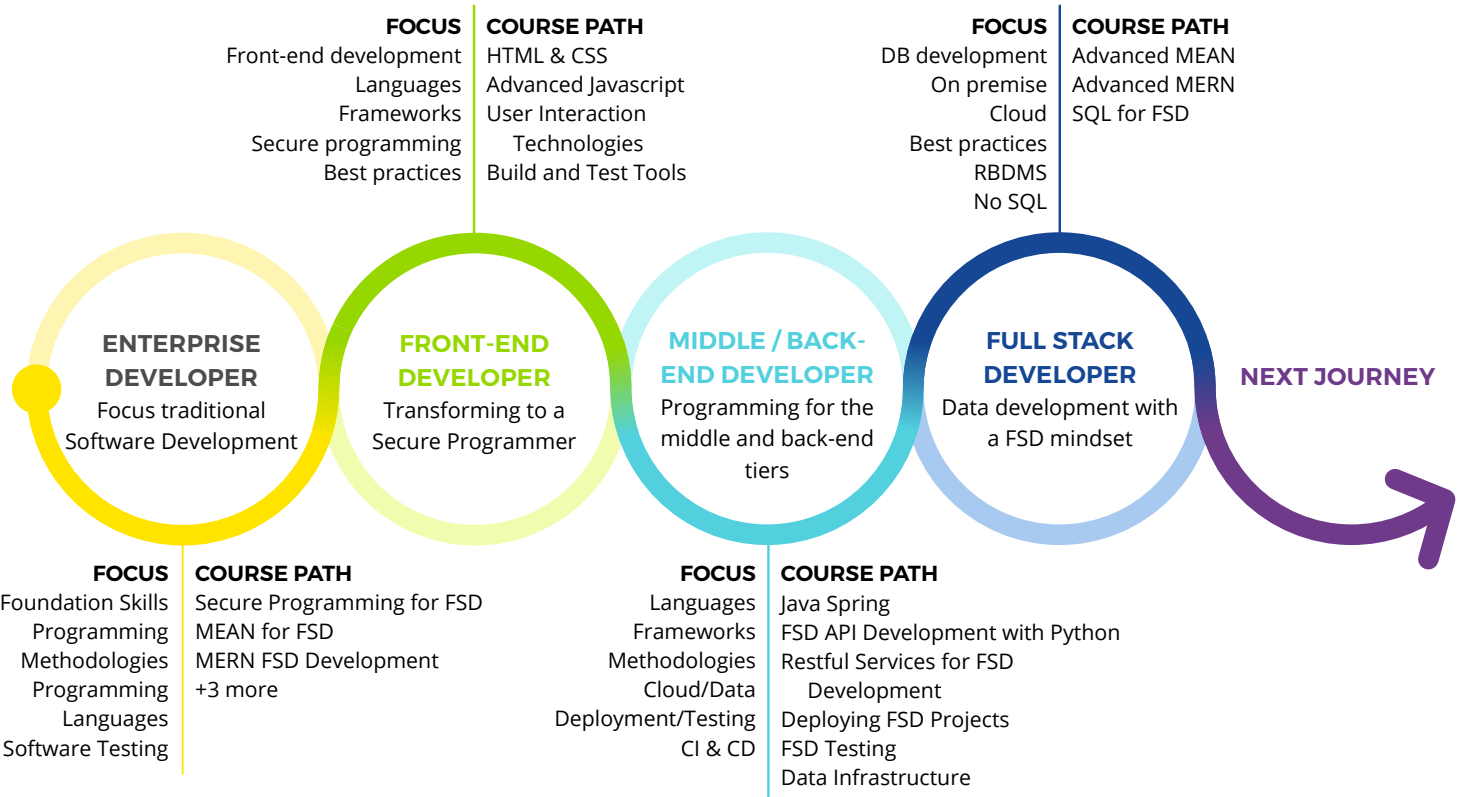 FOCUS
Front-end development
Languages
Frameworks
Secure programming
Best practices
COURSE PATH
HTML & CSS
Advanced Javascript
User Interaction
Technologies
Build and Test Tools
FOCUS
DB development
On premise
Cloud
Best practices
RBDMS
No SQL
COURSE PATH
Advanced MEAN
Advanced MERN
SQL for FSD
ENTERPRISE
DEVELOPER
Focus traditional
Software Development
FRONT-END
DEVELOPER
Transforming to a
Secure Programmer
MIDDLE / BACK-
END DEVELOPER
Programming for the
middle and back-end
tiers
FULL STACK
DEVELOPER
Data development with
a FSD mindset
NEXT JOURNEY
FOCUS
Foundation Skills
Programming
Methodologies
Programming
Languages
Software Testing
COURSE PATH
Secure Programming for FSD
MEAN for FSD
MERN FSD Development
+3 more
FOCUS
Languages
Frameworks
Methodologies
Cloud/Data
Deployment/Testing
CI & CD
COURSE PATH
Java Spring
FSD API Development with Python
Restful Services for FSD
Development
Deploying FSD Projects
FSD Testing
Data Infrastructure